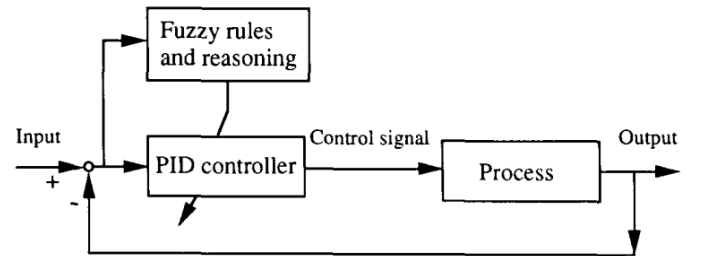 Fuzzy rules
and reasoning
Input
Control signal
Output
PID controller
Process
+
-